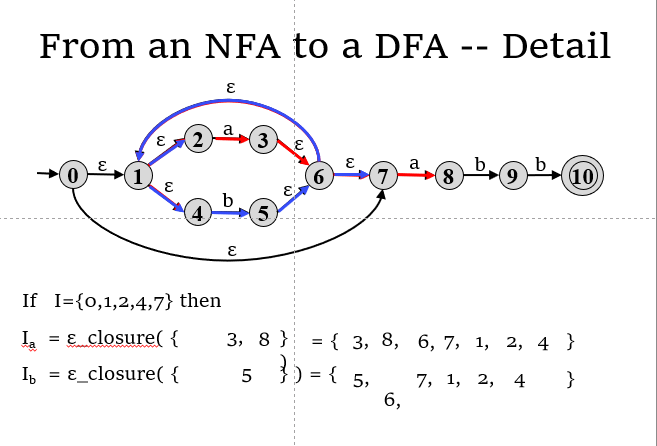 From an NFA to a DFA -- Detail
ε
ε a ε
2 3
0 ε 1 6 ε 7 a 8 b 9 b 10
ε b ε
4 5
ε
If I={0,1,2,4,7} then
Iₐ = ε_closure( { 3, 8 } ) = { 3, 8, 6, 7, 1, 2, 4 }
I_b = ε_closure( { 5 } ) = { 5, 6, 7, 1, 2, 4 }